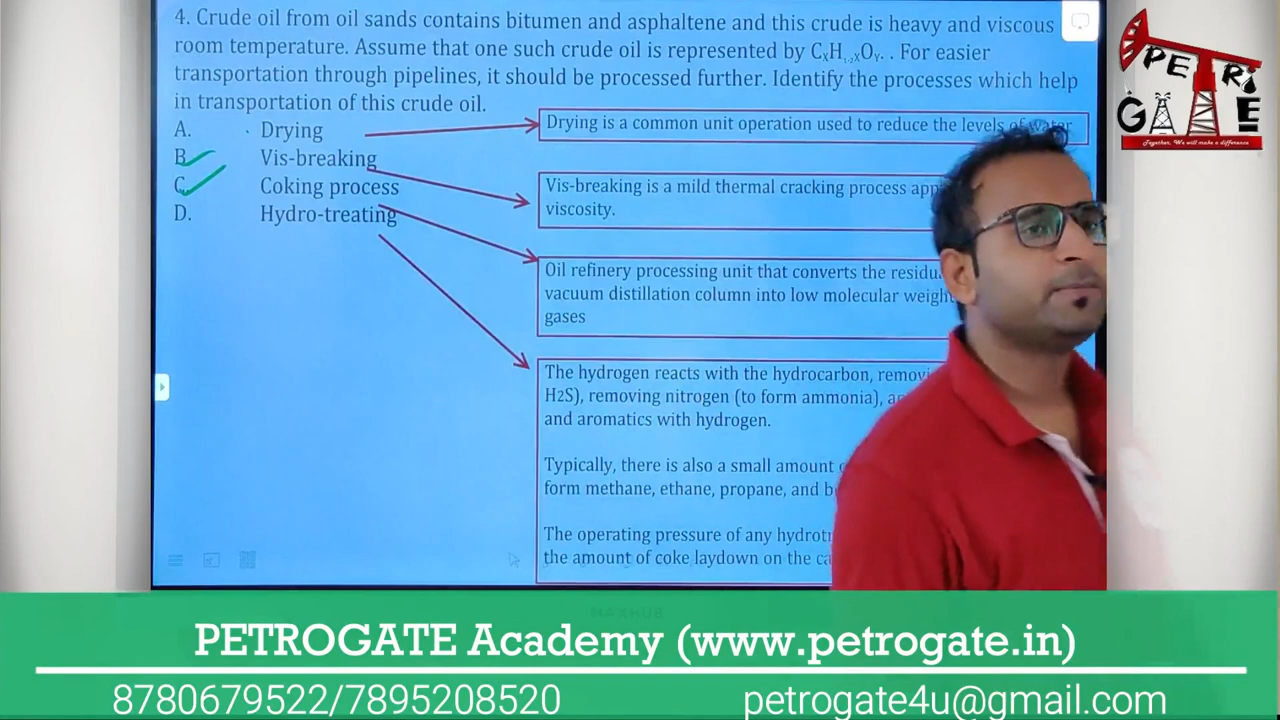 4. Crude oil from oil sands contains bitumen and asphaltene and this crude is heavy and viscous
room temperature. Assume that one such crude oil is represented by CxH1.2xOY. . For easier
transportation through pipelines, it should be processed further. Identify the processes which help
in transportation of this crude oil.
A. Drying
B. Vis-breaking
C. Coking process
D. Hydro-treating
Drying is a common unit operation used to reduce the levels of water
Vis-breaking is a mild thermal cracking process
viscosity.
Oil refinery processing unit that converts the
vacuum distillation column into low molecular
gases
The hydrogen reacts with the hydrocarbon,
H2S), removing nitrogen (to form ammonia),
and aromatics with hydrogen.
Typically, there is also a small amount
form methane, ethane, propane, and
The operating pressure of any
the amount of coke laydown on the
PETRO
GATE
Together, We will make a difference
MAXHUB
PETROGATE Academy (www.petrogate.in)
8780679522/7895208520
petrogate4u@gmail.com